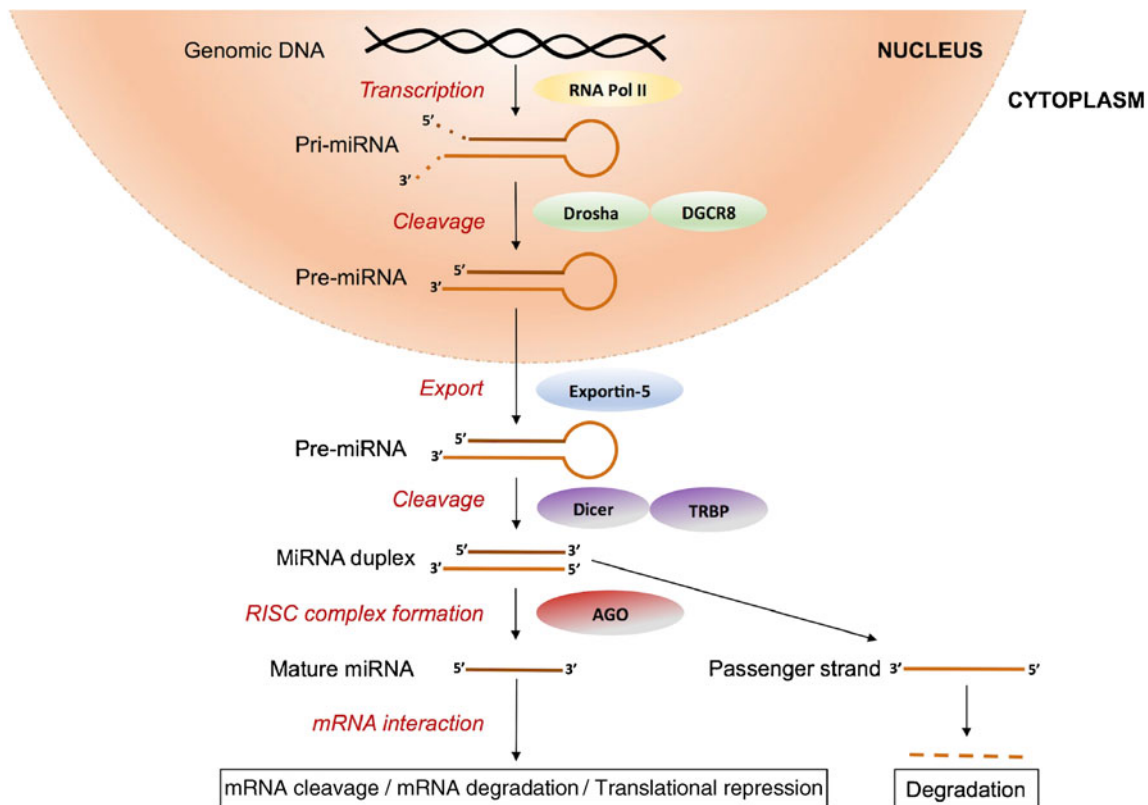 Genomic DNA
NUCLEUS
CYTOPLASM
Transcription
RNA Pol II
5’
Pri-miRNA
3’
Cleavage
Drosha
DGCR8
Pre-miRNA
5’
3’
Export
Exportin-5
Pre-miRNA
5’
3’
Cleavage
Dicer
TRBP
MiRNA duplex
5’ 3’
3’ 5’
RISC complex formation
AGO
Mature miRNA
5’ 3’
Passenger strand
3’ 5’
mRNA interaction
mRNA cleavage / mRNA degradation / Translational repression
Degradation